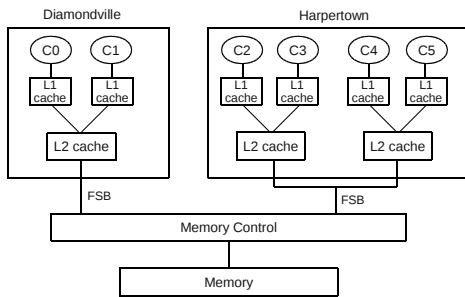 Diamondville
Harpertown
C0
C1
C2
C3
C4
C5
L1
cache
L1
cache
L1
cache
L1
cache
L1
cache
L1
cache
L2 cache
L2 cache
L2 cache
FSB
FSB
Memory Control
Memory